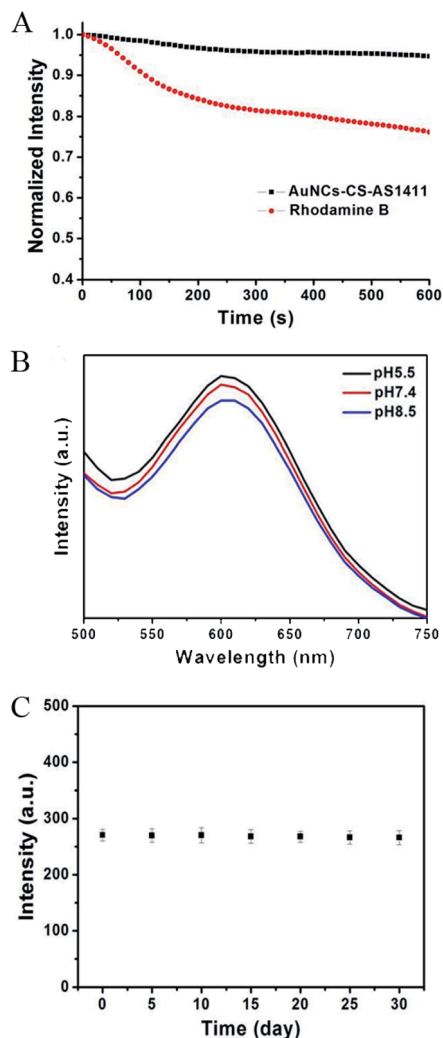 A
Normalized Intensity
1.0
0.9
0.8
0.7
0.6
0.5
0.4
AuNCs-CS-AS1411
Rhodamine B
0 100 200 300 400 500 600
Time (s)
B
Intensity (a.u.)
pH5.5
pH7.4
pH8.5
500 550 600 650 700 750
Wavelength (nm)
C
Intensity (a.u.)
500
400
300
200
100
0
0 5 10 15 20 25 30
Time (day)